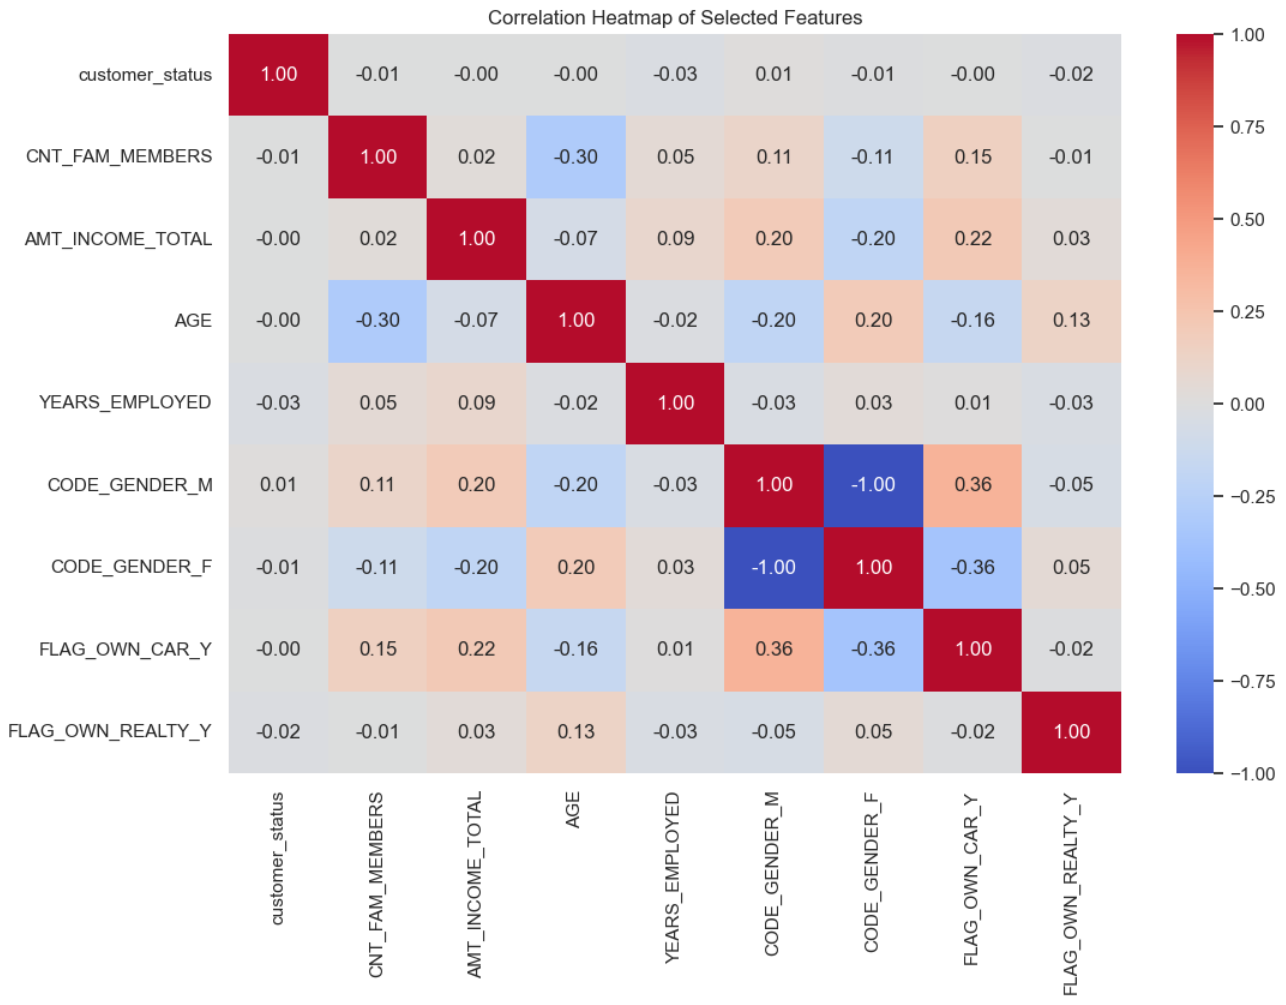 Correlation Heatmap of Selected Features
customer_status 1.00 -0.01 -0.00 -0.00 -0.03 0.01 -0.01 -0.00 -0.02
CNT_FAM_MEMBERS -0.01 1.00 0.02 -0.30 0.05 0.11 -0.11 0.15 -0.01
AMT_INCOME_TOTAL -0.00 0.02 1.00 -0.07 0.09 0.20 -0.20 0.22 0.03
AGE -0.00 -0.30 -0.07 1.00 -0.02 -0.20 0.20 -0.16 0.13
YEARS_EMPLOYED -0.03 0.05 0.09 -0.02 1.00 -0.03 0.03 0.01 -0.03
CODE_GENDER_M 0.01 0.11 0.20 -0.20 -0.03 1.00 -1.00 0.36 -0.05
CODE_GENDER_F -0.01 -0.11 -0.20 0.20 0.03 -1.00 1.00 -0.36 0.05
FLAG_OWN_CAR_Y -0.00 0.15 0.22 -0.16 0.01 0.36 -0.36 1.00 -0.02
FLAG_OWN_REALTY_Y -0.02 -0.01 0.03 0.13 -0.03 -0.05 0.05 -0.02 1.00
customer_status
CNT_FAM_MEMBERS
AMT_INCOME_TOTAL
AGE
YEARS_EMPLOYED
CODE_GENDER_M
CODE_GENDER_F
FLAG_OWN_CAR_Y
FLAG_OWN_REALTY_Y
1.00
0.75
0.50
0.25
0.00
−0.25
−0.50
−0.75
−1.00